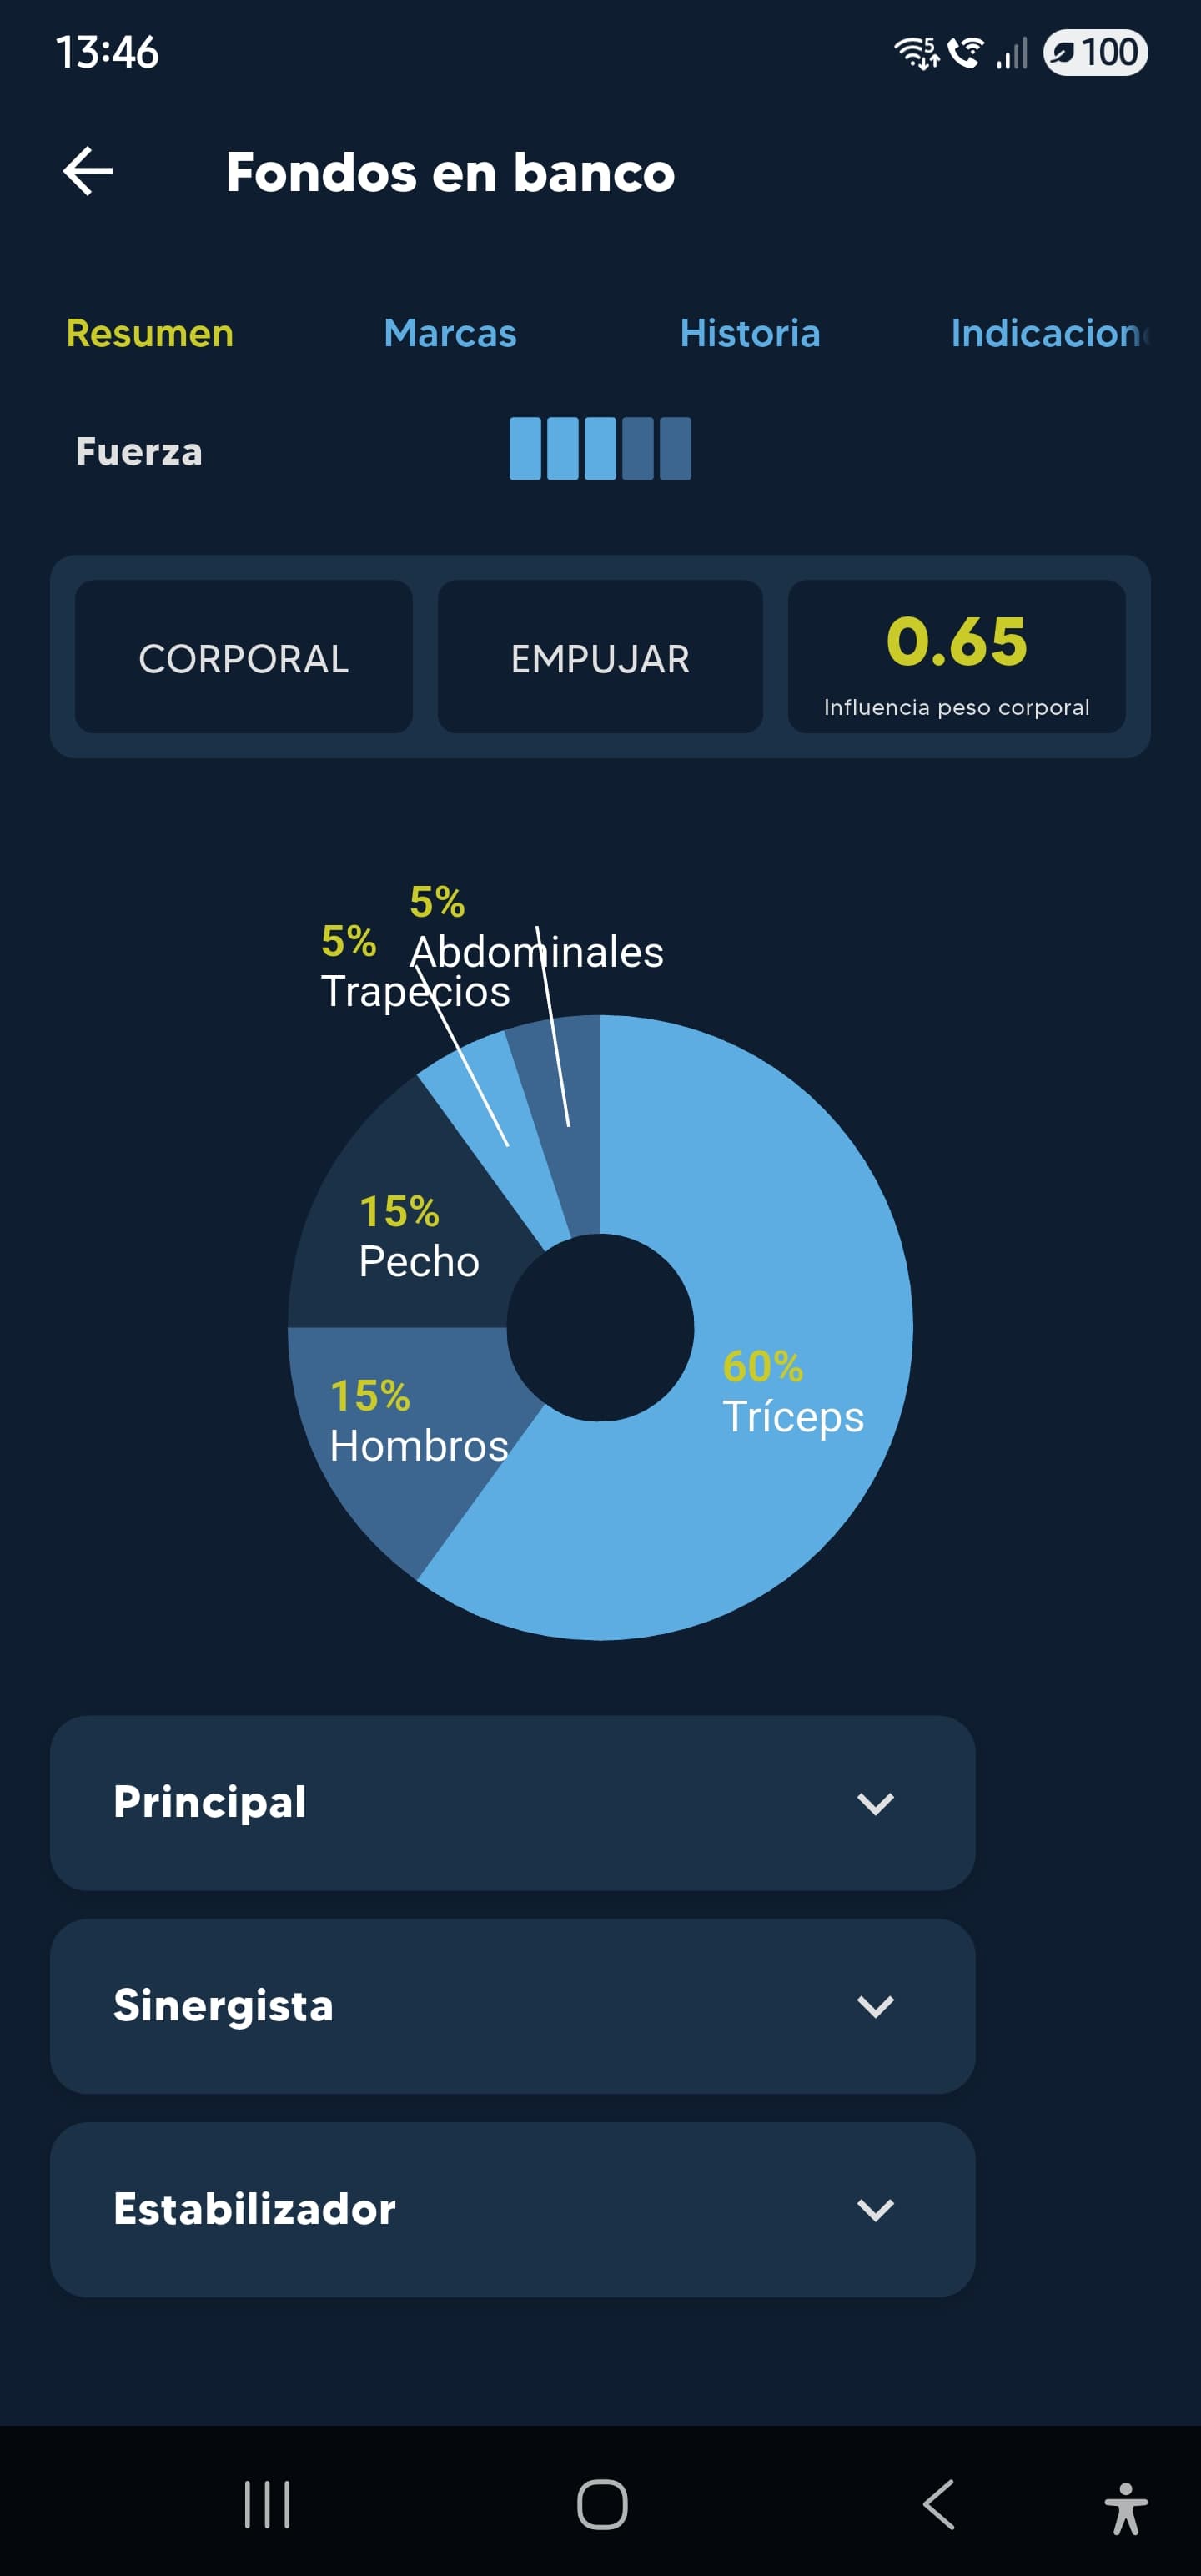 13:46
5
100
Fondos en banco
Resumen
Marcas
Historia
Indicacion
Fuerza
CORPORAL
EMPUJAR
0.65
Influencia peso corporal
5%
Abdominales
5%
Trapecios
15%
Pecho
60%
Tríceps
15%
Hombros
Principal
Sinergista
Estabilizador